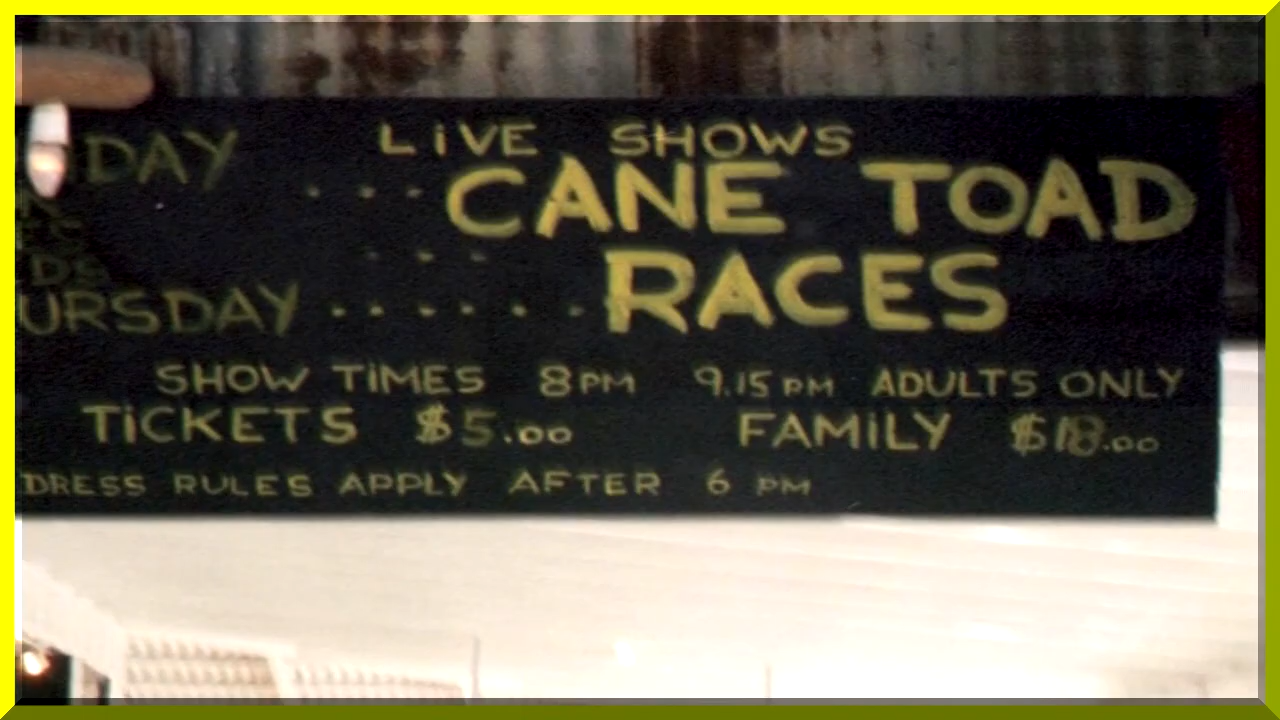 LiVE SHOWS
DAY ... CANE TOAD
URSDAY ...... RACES
SHOW TiMES 8PM 9.15PM ADULTS ONLY
TiCKETS $5.00 FAMiLY $18.00
DRESS RULES APPLY AFTER 6 PM